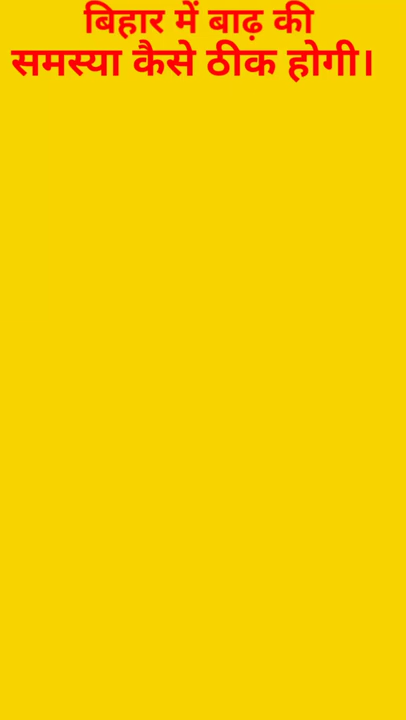 बिहार में बाढ़ की
समस्या कैसे ठीक होगी।